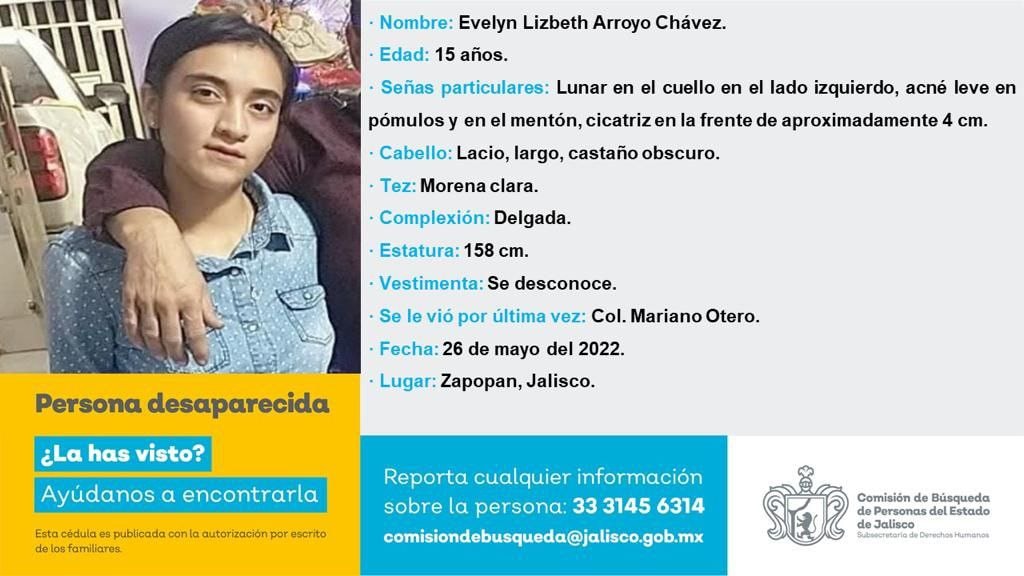 · Nombre: Evelyn Lizbeth Arroyo Chávez.
· Edad: 15 años.
· Señas particulares: Lunar en el cuello en el lado izquierdo, acné leve en
pómulos y en el mentón, cicatriz en la frente de aproximadamente 4 cm.
· Cabello: Lacio, largo, castaño obscuro.
· Tez: Morena clara.
· Complexión: Delgada.
· Estatura: 158 cm.
· Vestimenta: Se desconoce.
· Se le vió por última vez: Col. Mariano Otero.
· Fecha: 26 de mayo del 2022.
· Lugar: Zapopan, Jalisco.
Persona desaparecida
¿La has visto?
Ayúdanos a encontrarla
Esta cédula es publicada con la autorización por escrito
de los familiares.
Reporta cualquier información
sobre la persona: 33 3145 6314
comisiondebusqueda@jalisco.gob.mx
Comisión de Búsqueda
de Personas del Estado
de Jalisco
Subsecretaría de Derechos Humanos